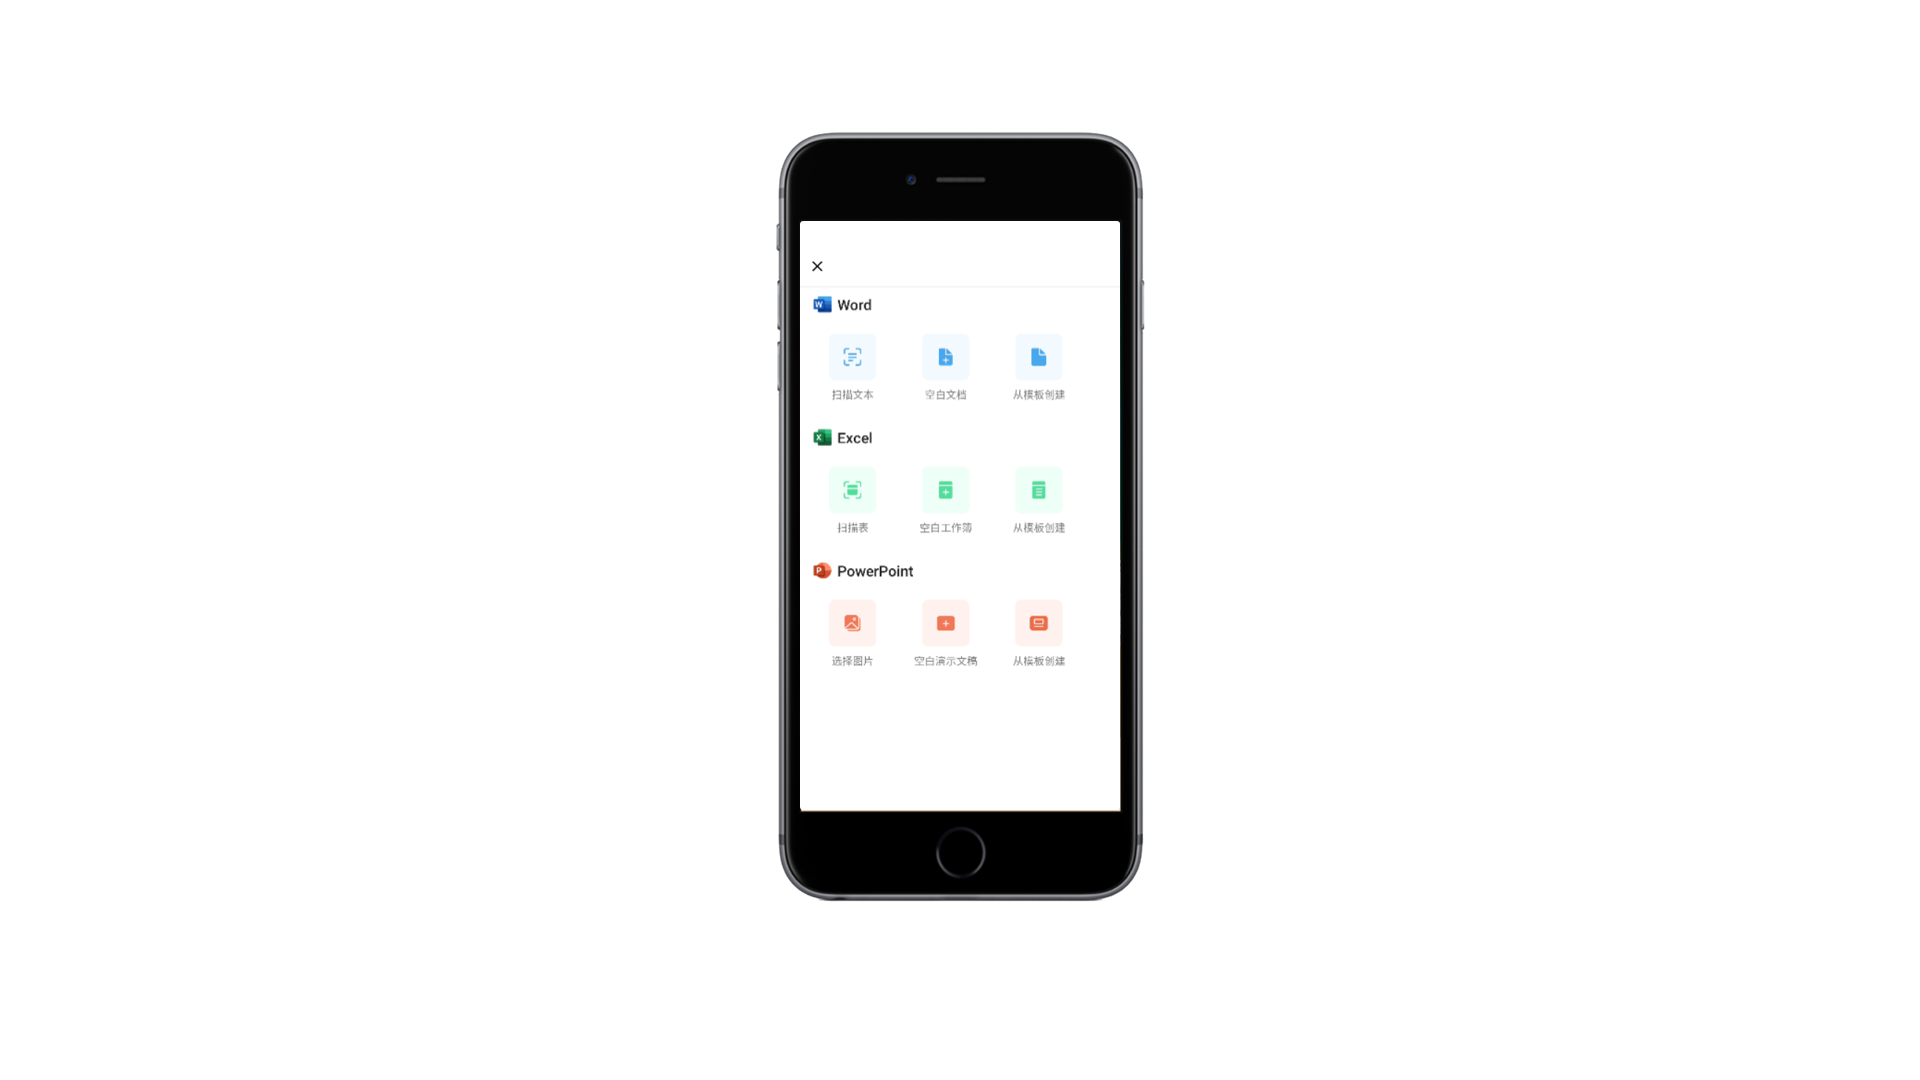 Word
扫描文本 空白文档 从模板创建
Excel
扫描表 空白工作簿 从模板创建
PowerPoint
选择图片 空白演示文稿 从模板创建